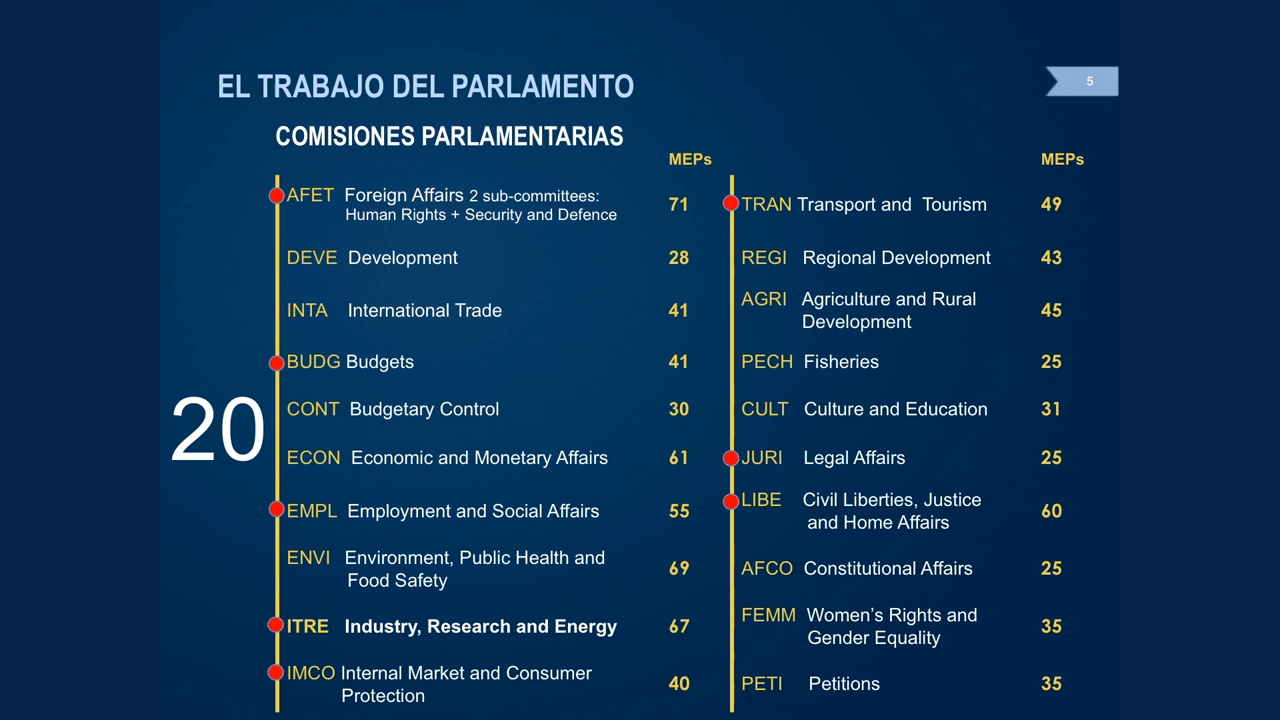 EL TRABAJO DEL PARLAMENTO
5
COMISIONES PARLAMENTARIAS
MEPs
AFET Foreign Affairs 2 sub-committees:
Human Rights + Security and Defence
71
DEVE Development 28
INTA International Trade 41
BUDG Budgets 41
20
CONT Budgetary Control 30
ECON Economic and Monetary Affairs 61
EMPL Employment and Social Affairs 55
ENVI Environment, Public Health and
Food Safety
69
ITRE Industry, Research and Energy 67
IMCO Internal Market and Consumer
Protection
40
MEPs
TRAN Transport and Tourism 49
REGI Regional Development 43
AGRI Agriculture and Rural
Development
45
PECH Fisheries 25
CULT Culture and Education 31
JURI Legal Affairs 25
LIBE Civil Liberties, Justice
and Home Affairs
60
AFCO Constitutional Affairs 25
FEMM Women’s Rights and
Gender Equality
35
PETI Petitions 35